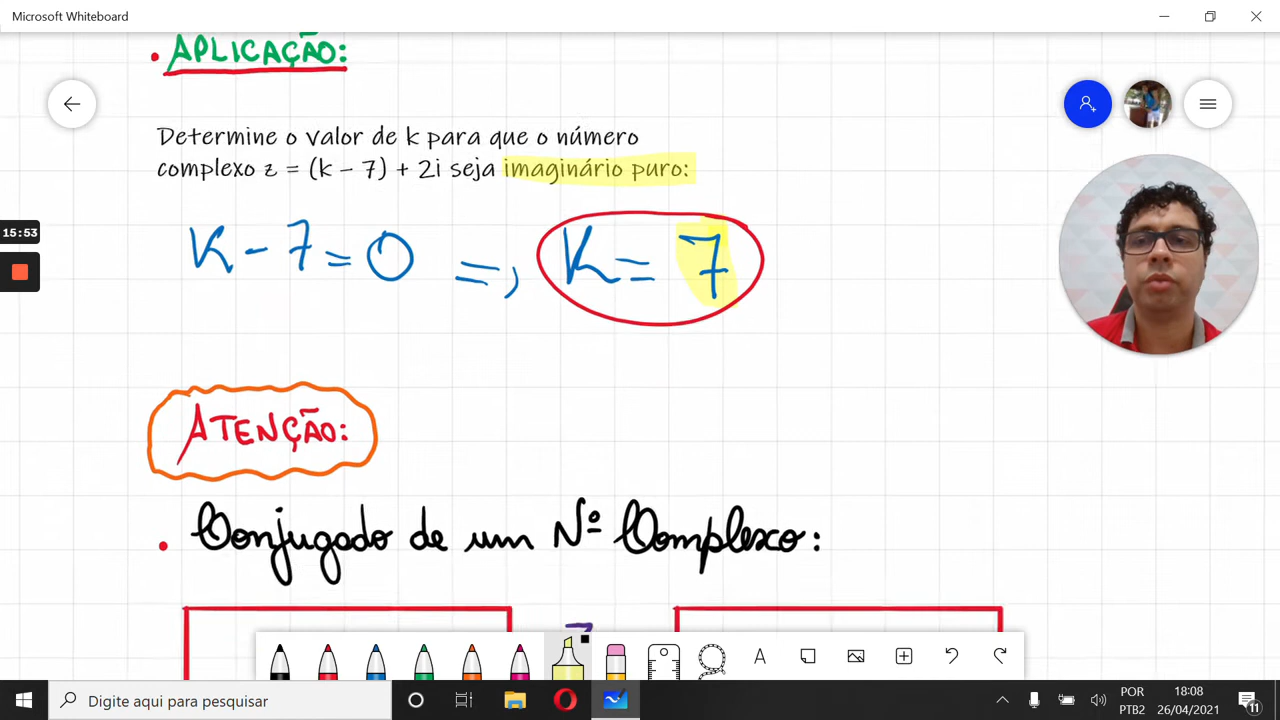 Microsoft Whiteboard
• APLICAÇÃO:
Determine o valor de k para que o número
complexo z = (k – 7) + 2i seja imaginário puro:
15:53
K - 7 = 0 =, K = 7
ATENÇÃO:
• Conjugado de um Nº Complexo:
A
Digite aqui para pesquisar
POR
PTB2
18:08
26/04/2021
11